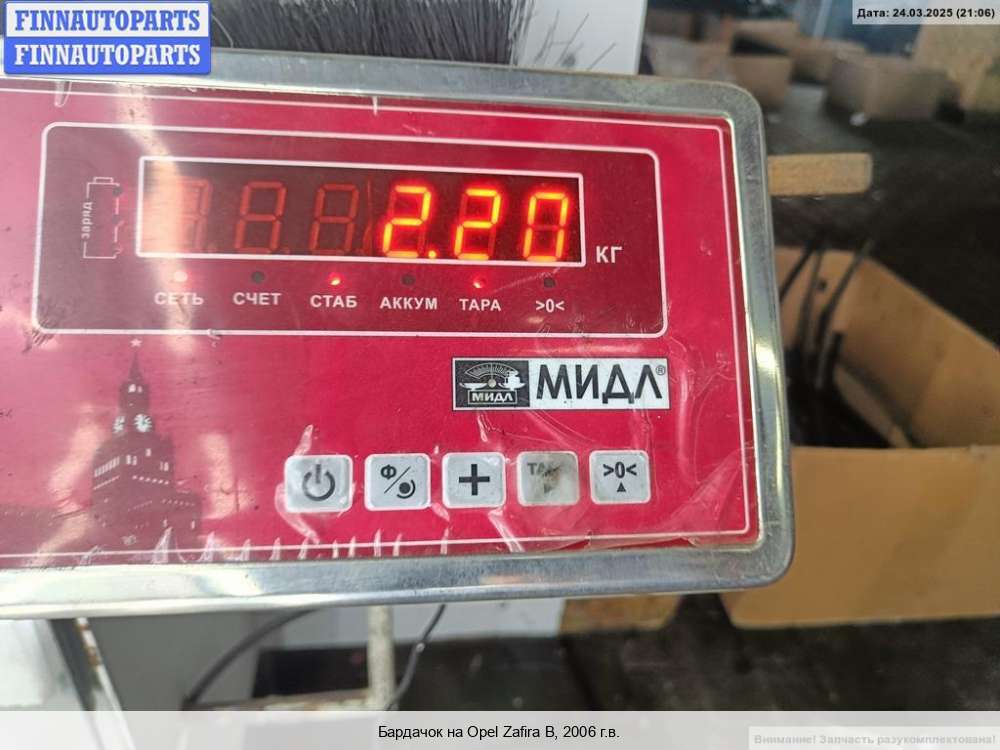 FINNAUTOPARTS
FINNAUTOPARTS
Дата: 24.03.2025 (21:06)
заряд
2.20
КГ
СЕТЬ СЧЕТ СТАБ АККУМ ТАРА >0<
МИДЛ МИДЛ®
Ф >0<
Бардачок на Opel Zafira B, 2006 г.в.
Внимание! Запчасть разукомплектована!